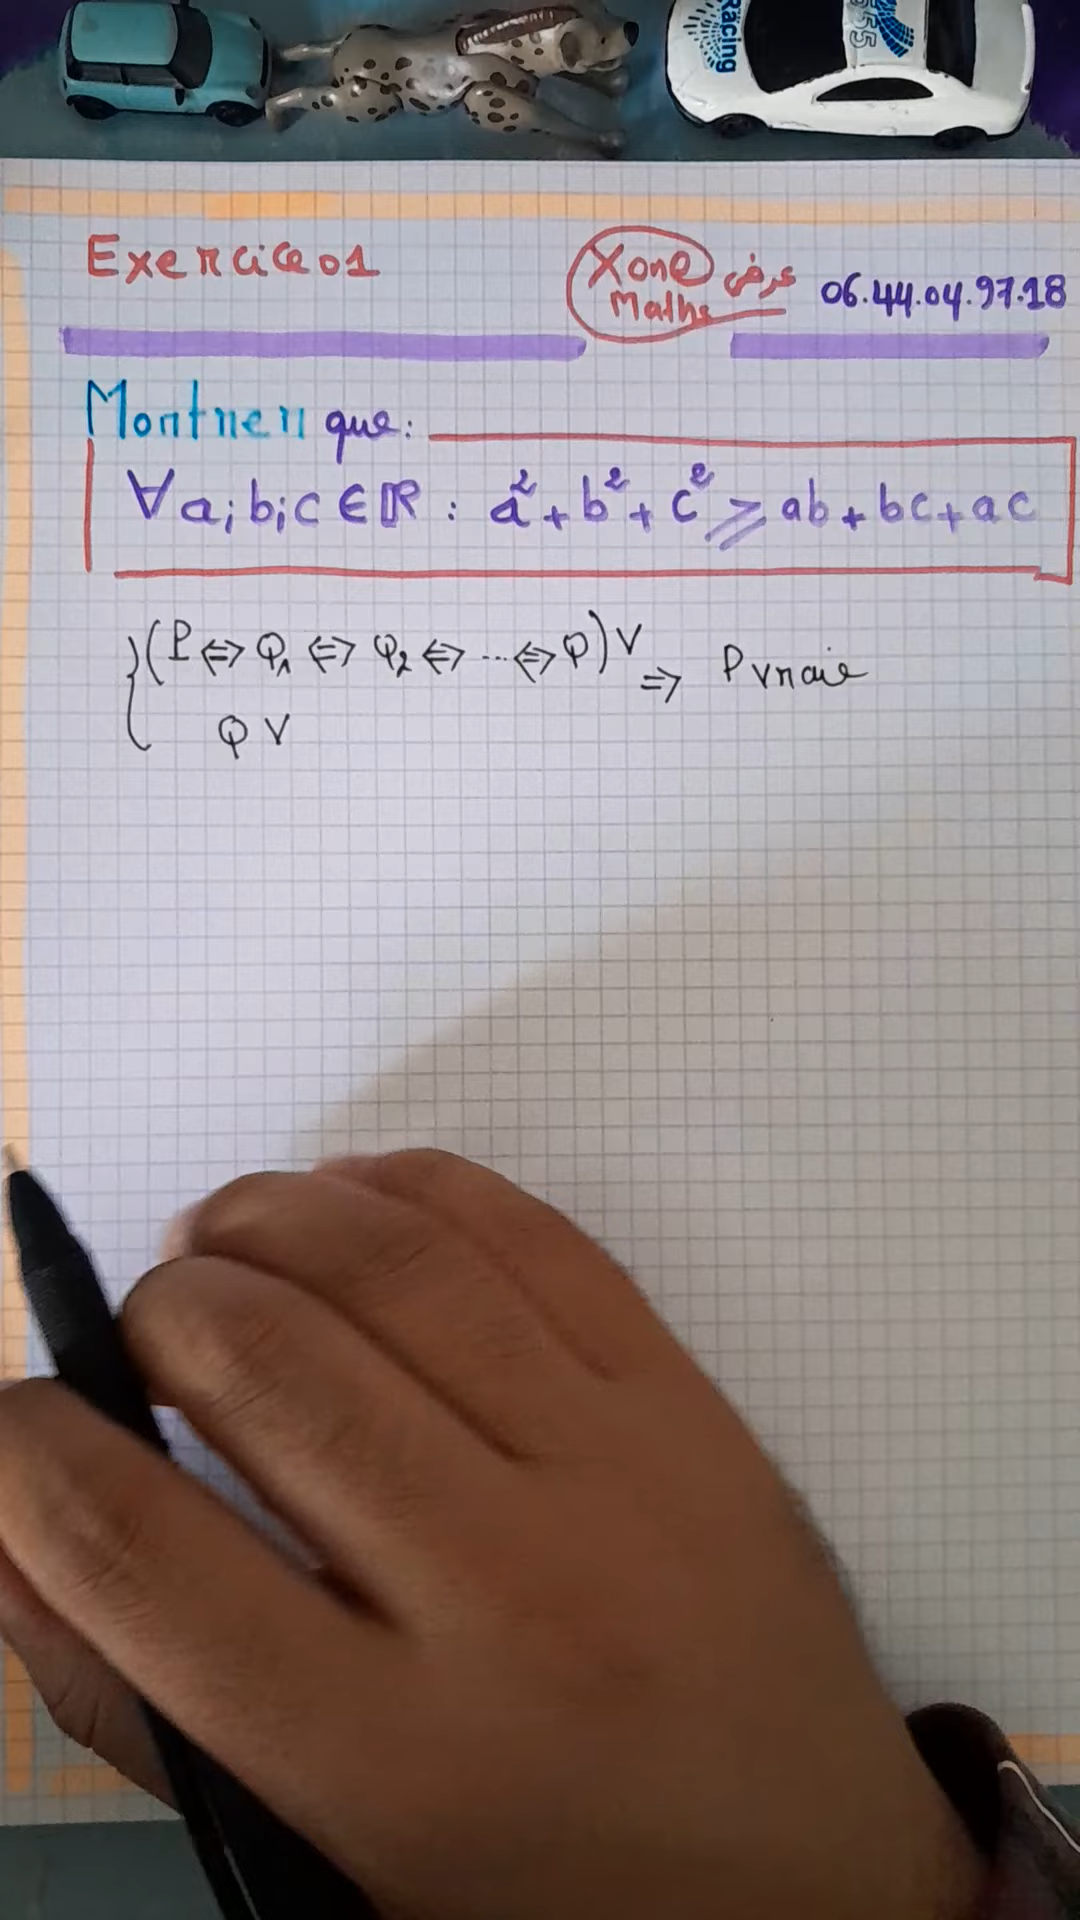 Racing
555
Exercice 01
Xone
Maths
عرض
06.44.04.97.18
Montrer que:
∀a;b;c∈ℝ: a²+b²+c² ⩾ ab+bc+ac
{(P⇔Q₁⇔Q₂⇔...⇔Q) V ⇒ P vraie
Q V